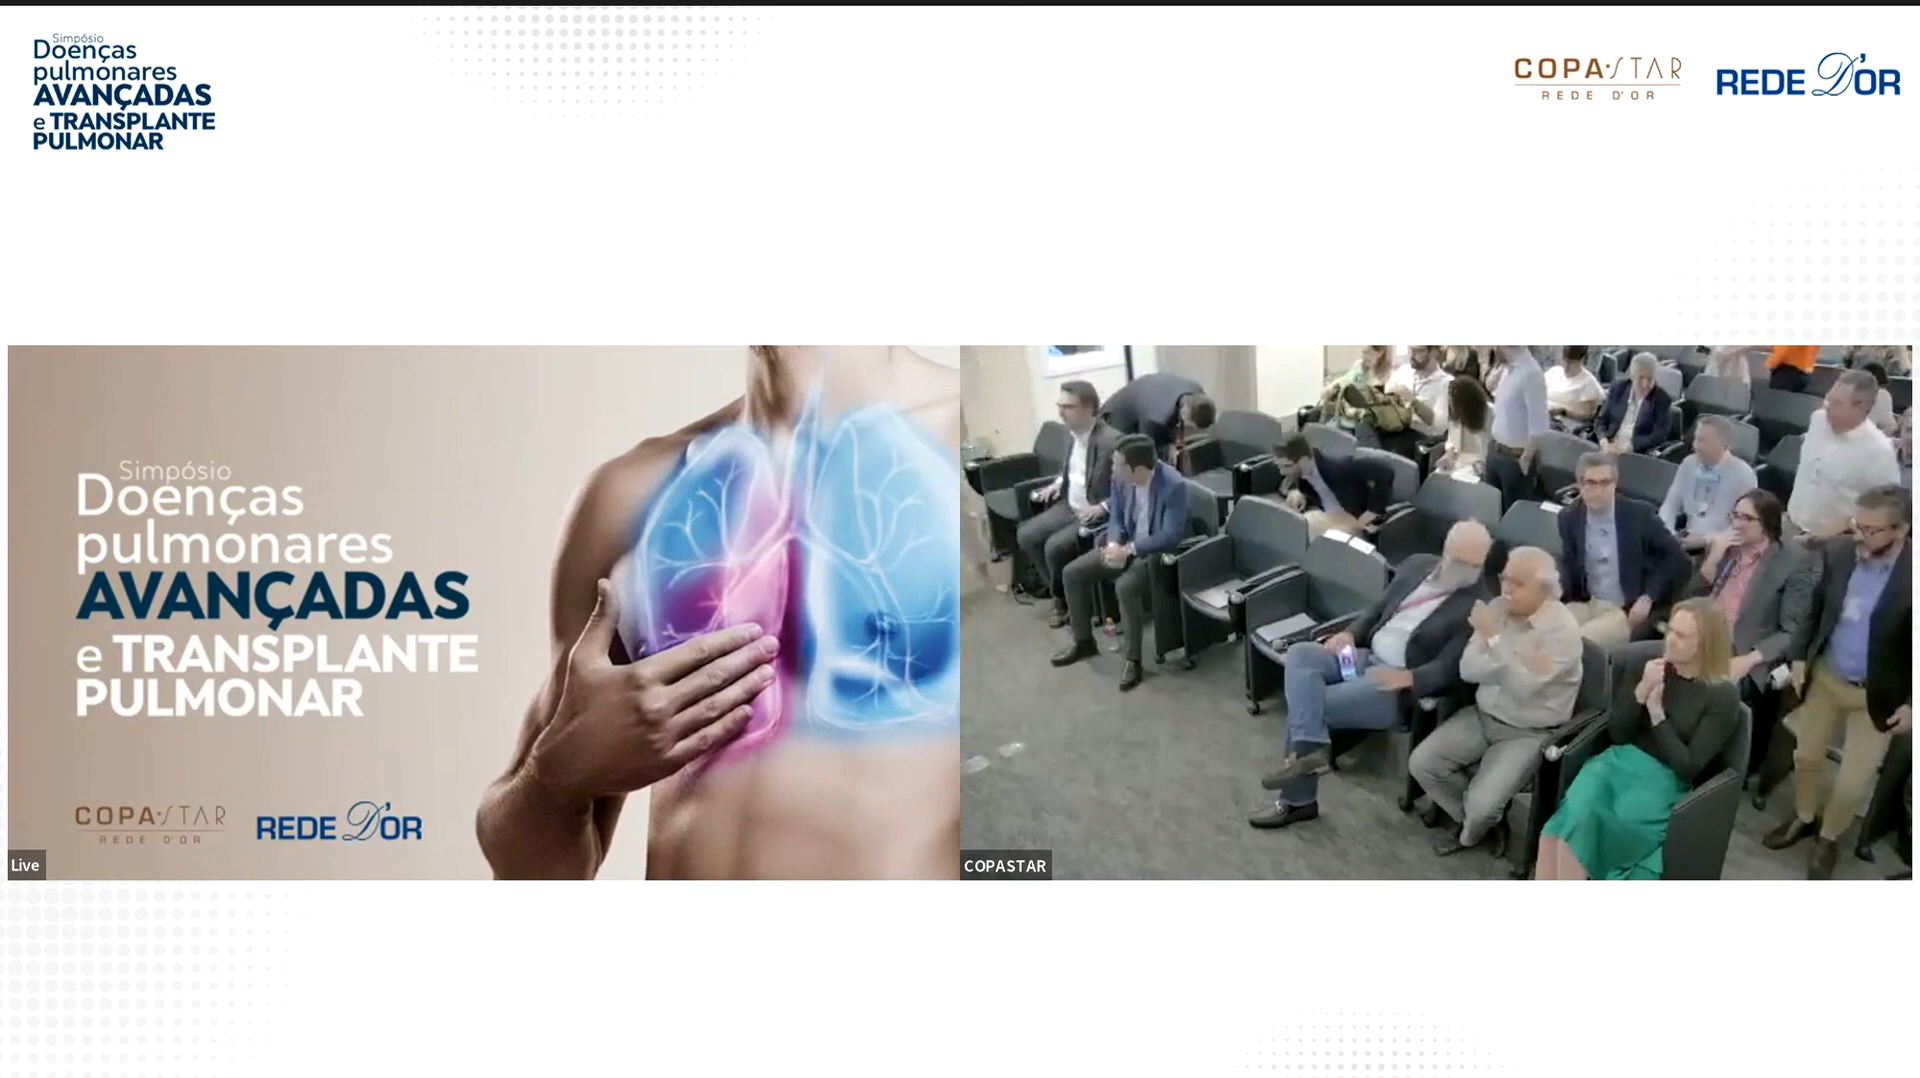 Simpósio
Doenças
pulmonares
AVANÇADAS
e TRANSPLANTE
PULMONAR
COPA·STAR
REDE D'OR
REDE D'OR
Simpósio
Doenças
pulmonares
AVANÇADAS
e TRANSPLANTE
PULMONAR
COPA·STAR
REDE D'OR
REDE D'OR
Live
COPASTAR